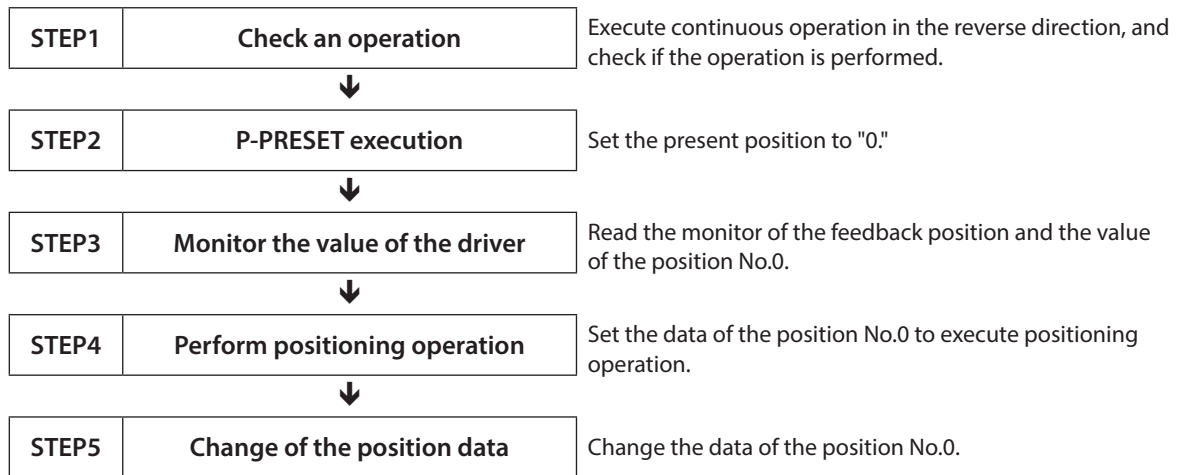 STEP1 Check an operation
Execute continuous operation in the reverse direction, and
check if the operation is performed.
STEP2 P-PRESET execution
Set the present position to "0."
STEP3 Monitor the value of the driver
Read the monitor of the feedback position and the value
of the position No.0.
STEP4 Perform positioning operation
Set the data of the position No.0 to execute positioning
operation.
STEP5 Change of the position data
Change the data of the position No.0.